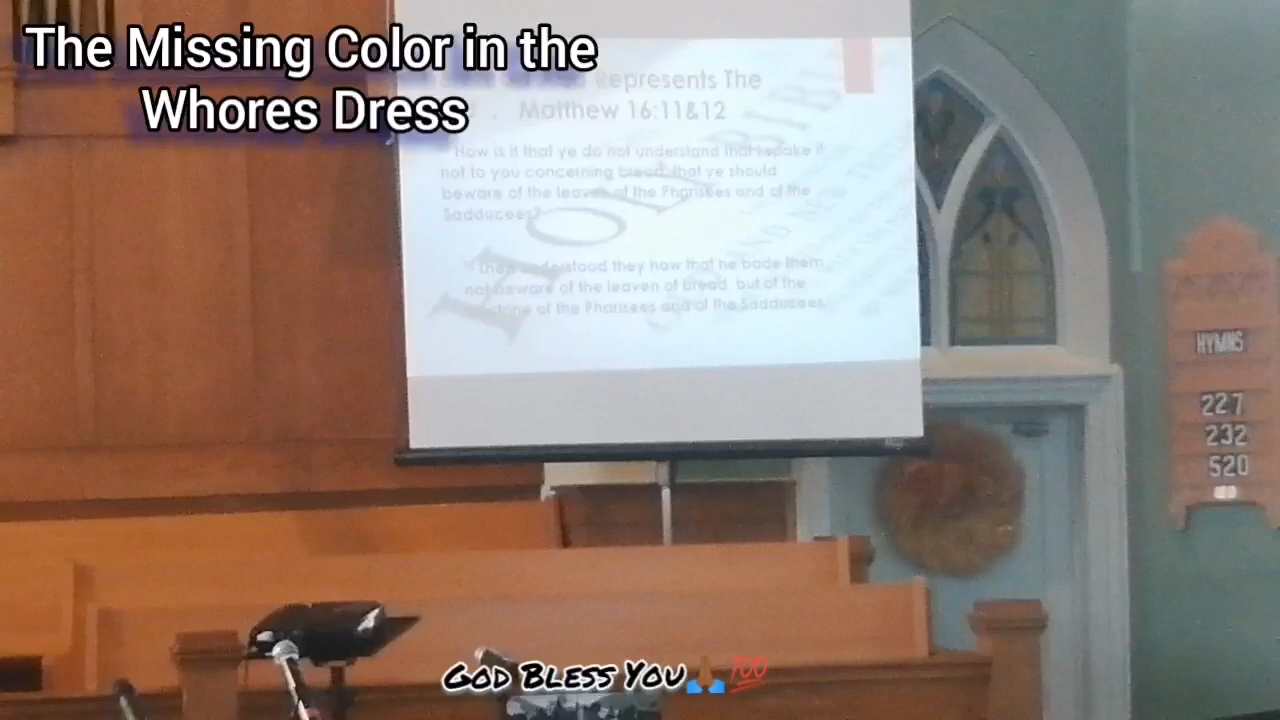 The Missing Color in the
Whores Dress
Represents The
Matthew 16:11&12
How is it that ye do not understand that I spake it
not to you concerning bread, that ye should
beware of the leaven of the Pharisees and of the
Sadducees?
Then understood they how that he bade them
not beware of the leaven of bread, but of the
of the Pharisees and of the Sadducees.
HOLY BIB
HYMNS
227
232
520
GOD BLESS YOU🙏🏾💯